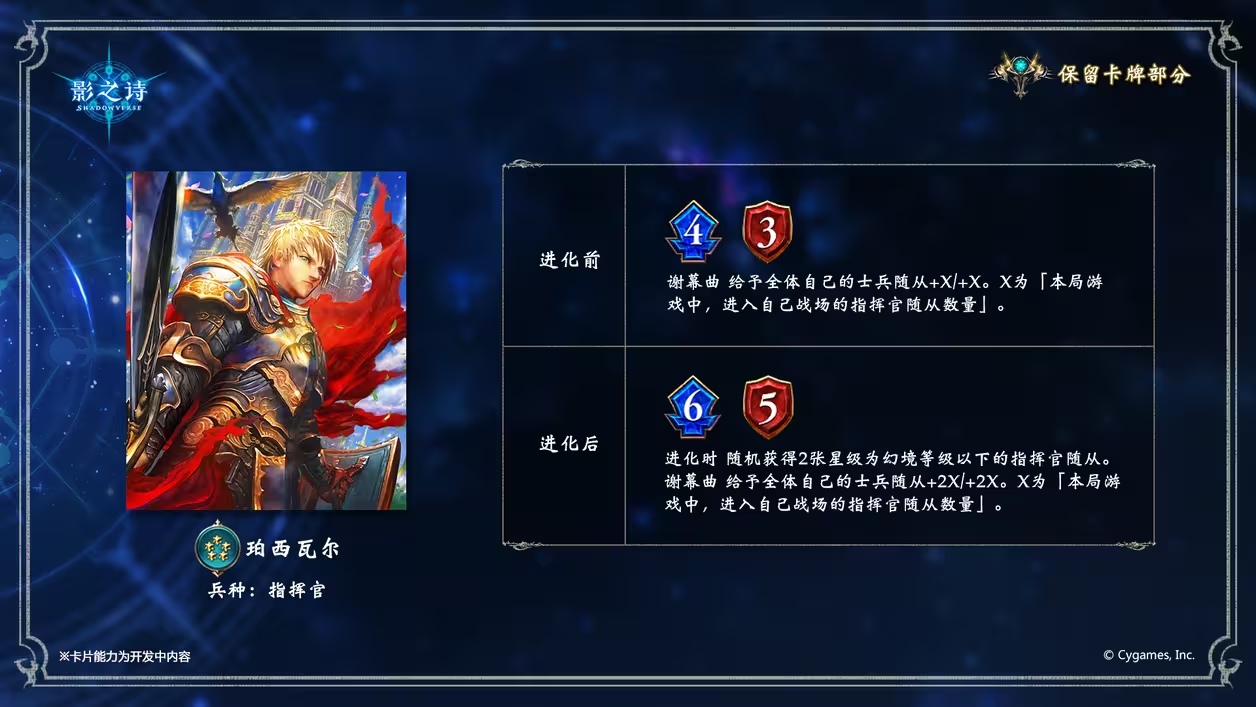 影之诗
SHADOWVERSE
保留卡牌部分
进化前
4 3
谢幕曲 给予全体自己的士兵随从+X/+X。X为「本局游
戏中，进入自己战场的指挥官随从数量」。
进化后
6 5
进化时 随机获得2张星级为幻境等级以下的指挥官随从。
谢幕曲 给予全体自己的士兵随从+2X/+2X。X为「本局游
戏中，进入自己战场的指挥官随从数量」。
珀西瓦尔
兵种：指挥官
※卡片能力为开发中内容
© Cygames, Inc.